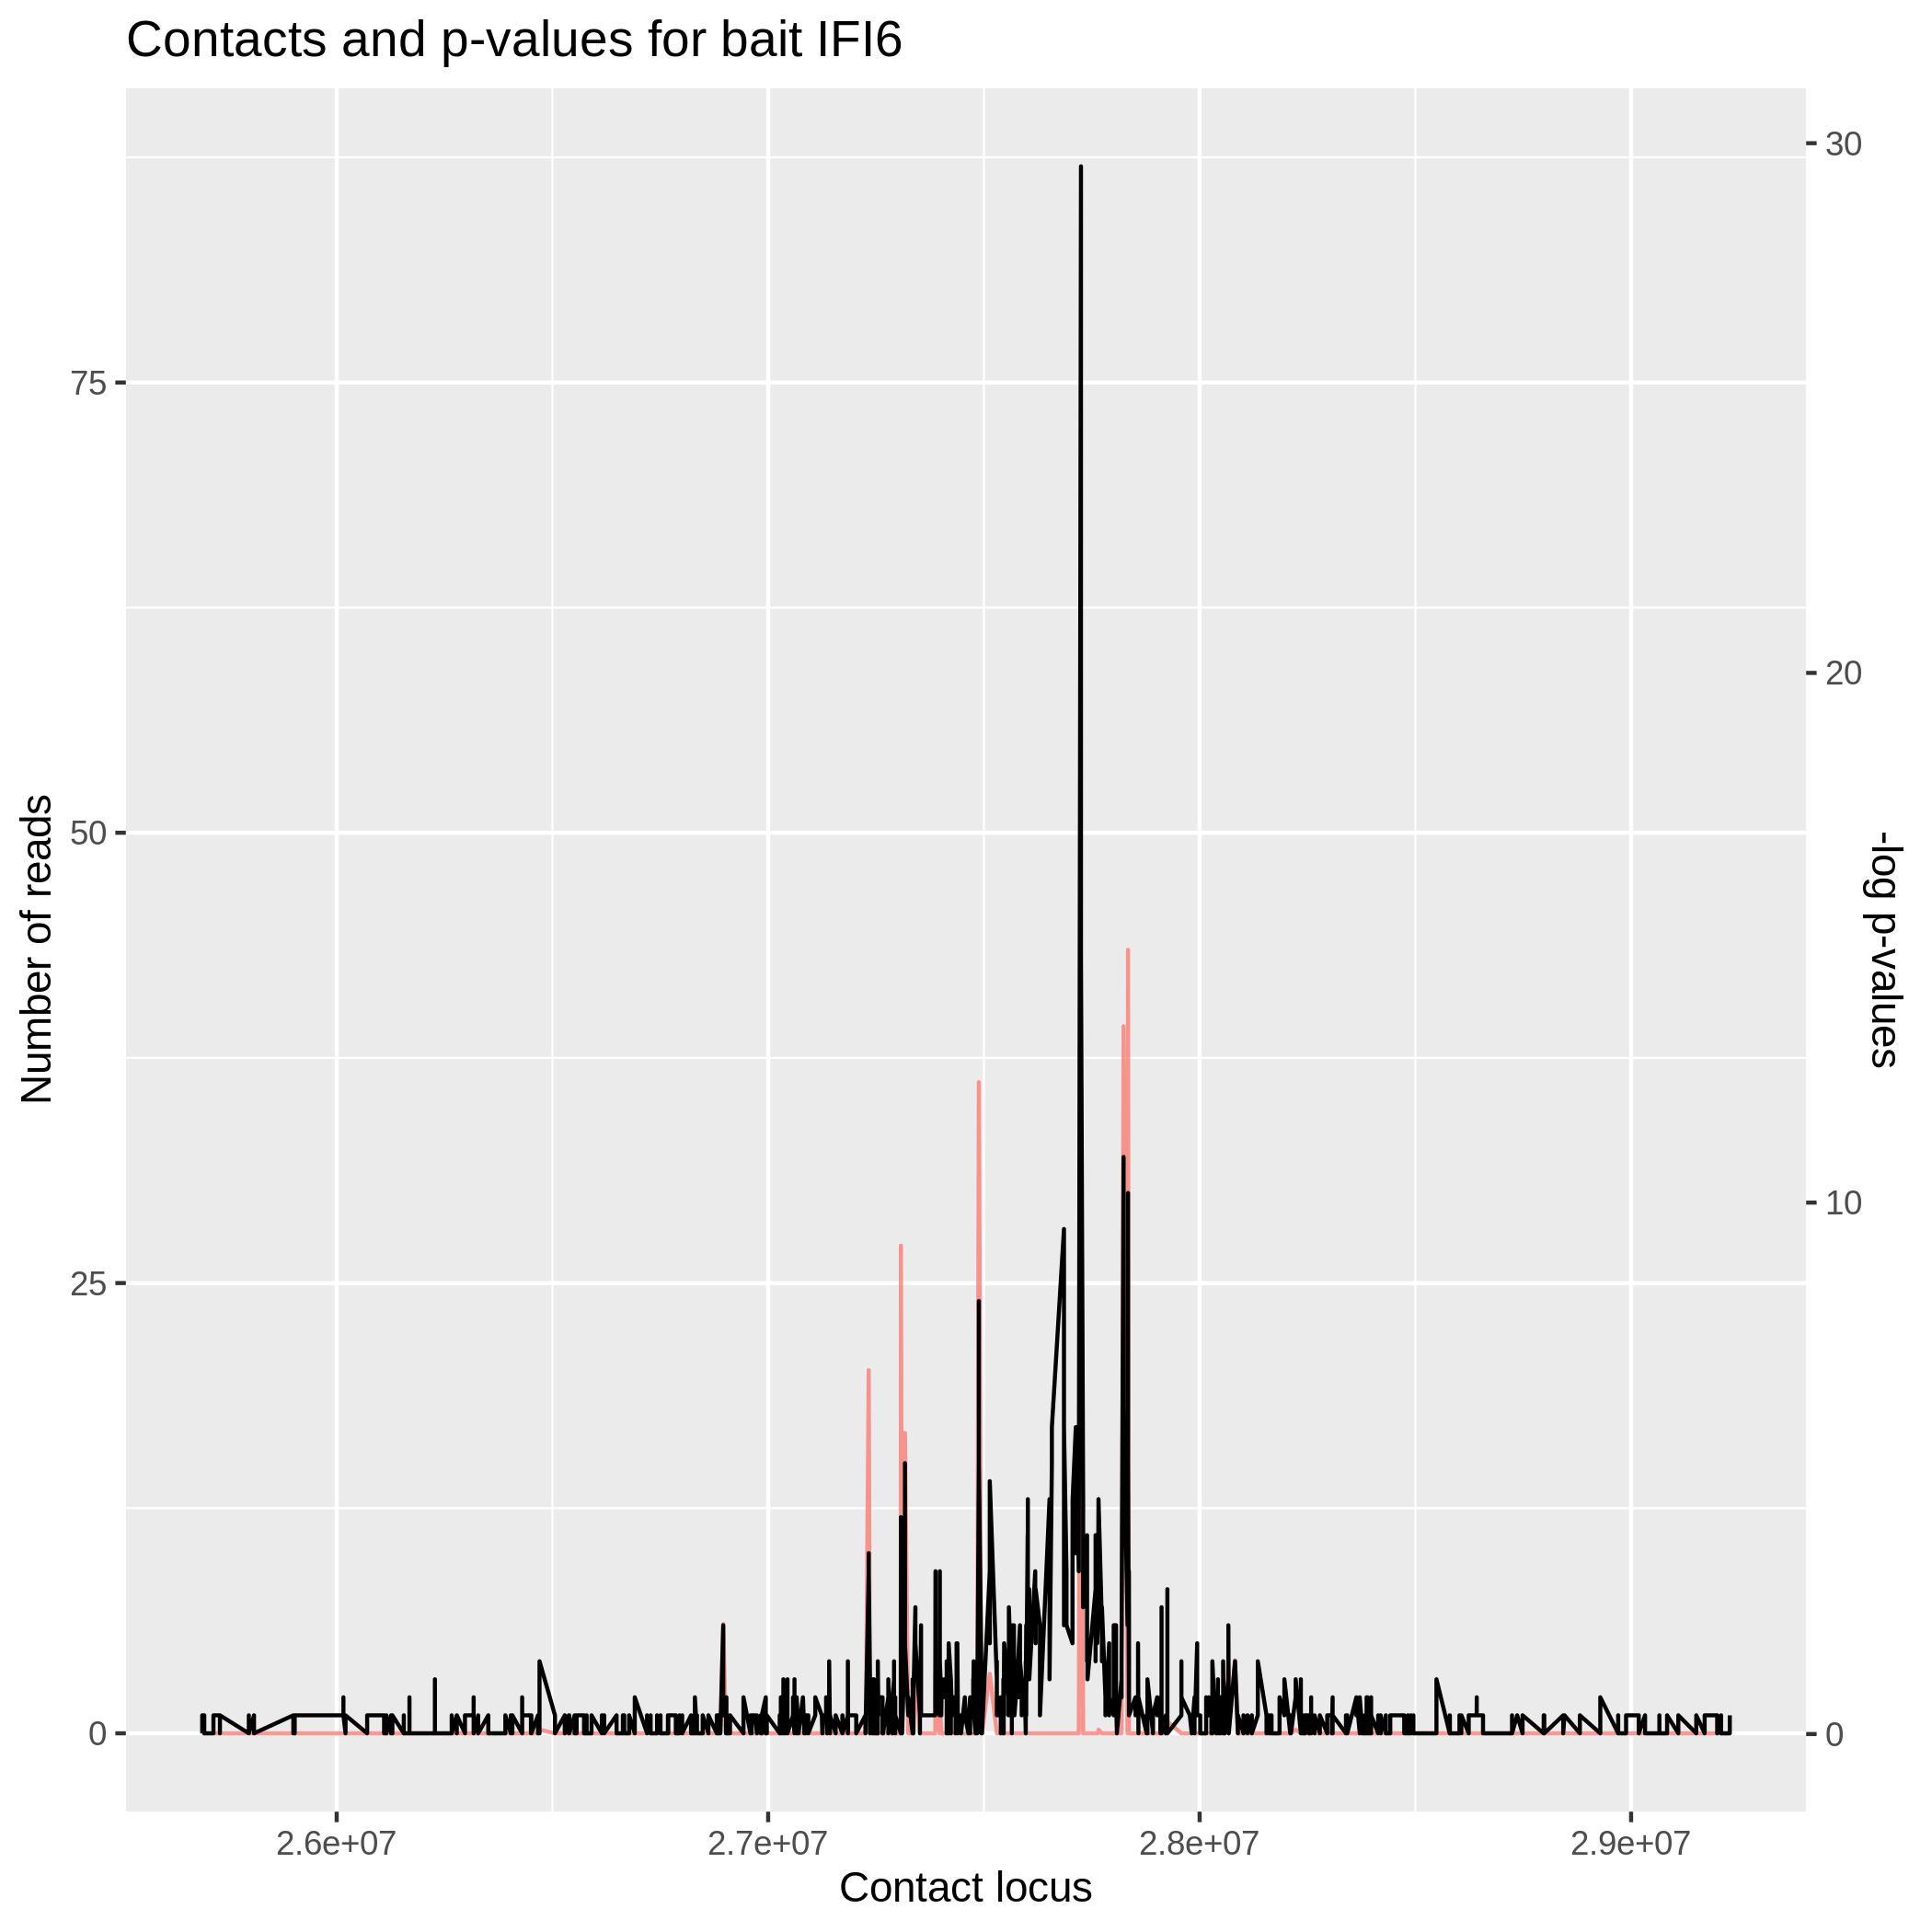 Contacts and p-values for bait IFI6
30
75
20
50
Number of reads
-log p-values
10
25
0
0
2.6e+07
2.7e+07
2.8e+07
2.9e+07
Contact locus